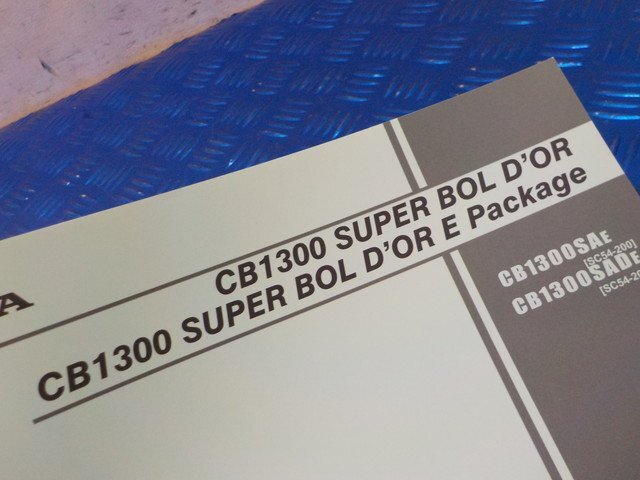 CB1300 SUPER BOL D'OR
CB1300 SUPER BOL D'OR E Package
CB1300SAE
[SC54-200]
CB1300SADE